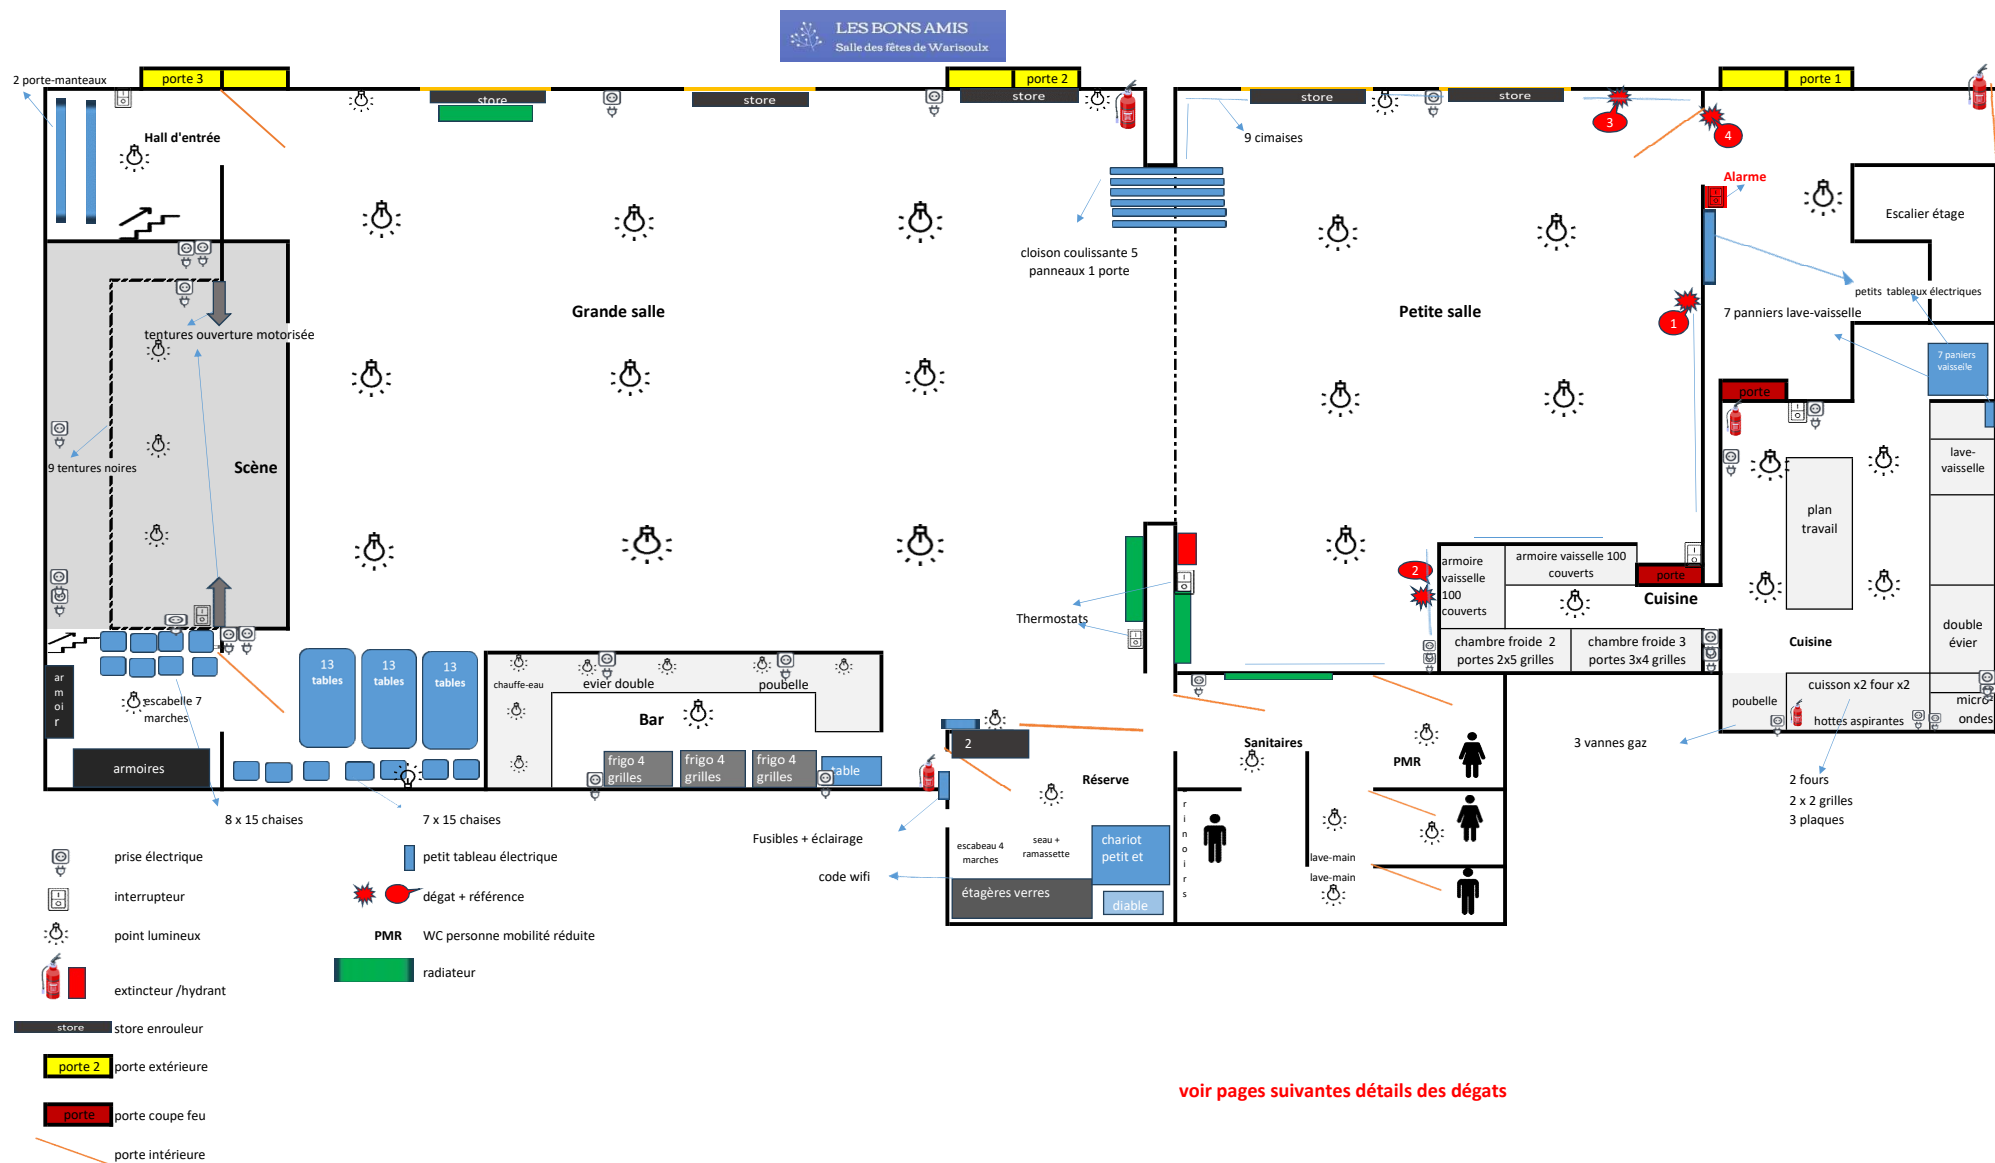 LES BONS AMIS
Salle des fêtes de Warisoulx
2 porte-manteaux
porte 3
porte 2
porte 1
store
store
store
store
store
Hall d'entrée
9 cimaises
3
4
Alarme
Escalier étage
cloison coulissante 5
panneaux 1 porte
petits tableaux électriques
Grande salle
Petite salle
7 panniers lave-vaisselle
1
tentures ouverture motorisée
7 paniers
vaisselle
porte
9 tentures noires
Scène
lave-
vaisselle
plan
travail
armoire
vaisselle
100
couverts
armoire vaisselle 100
couverts
2
porte
Cuisine
Thermostats
double
évier
Cuisine
chambre froide 2
portes 2x5 grilles
chambre froide 3
portes 3x4 grilles
13
tables
13
tables
13
tables
ar
m
oi
r
escabelle 7
marches
chauffe-eau
evier double
poubelle
Bar
poubelle
cuisson x2 four x2
hottes aspirantes
micro-
ondes
2
Sanitaires
PMR
3 vannes gaz
armoires
frigo 4
grilles
frigo 4
grilles
frigo 4
grilles
table
Réserve
2 fours
2 x 2 grilles
3 plaques
8 x 15 chaises
7 x 15 chaises
Fusibles + éclairage
escabeau 4
marches
seau +
ramassette
chariot
petit et
r
i
n
o
i
r
s
lave-main
lave-main
code wifi
étagères verres
diable
prise électrique
petit tableau électrique
interrupteur
dégat + référence
point lumineux
PMR WC personne mobilité réduite
radiateur
extincteur /hydrant
store
store enrouleur
porte 2
porte extérieure
porte
porte coupe feu
porte intérieure
voir pages suivantes détails des dégats